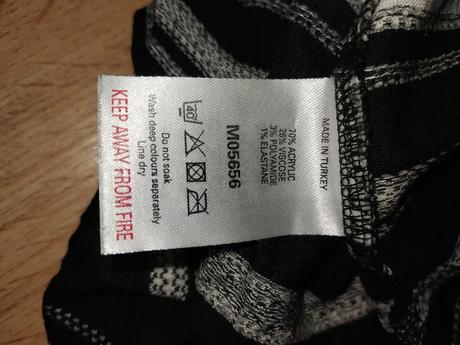 MADE IN TURKEY
70% ACRYLIC
26% VISCOSE
3% POLYAMIDE
1% ELASTANE
M05656
40
Do not soak
Wash deep colours separately
Line dry
KEEP AWAY FROM FIRE